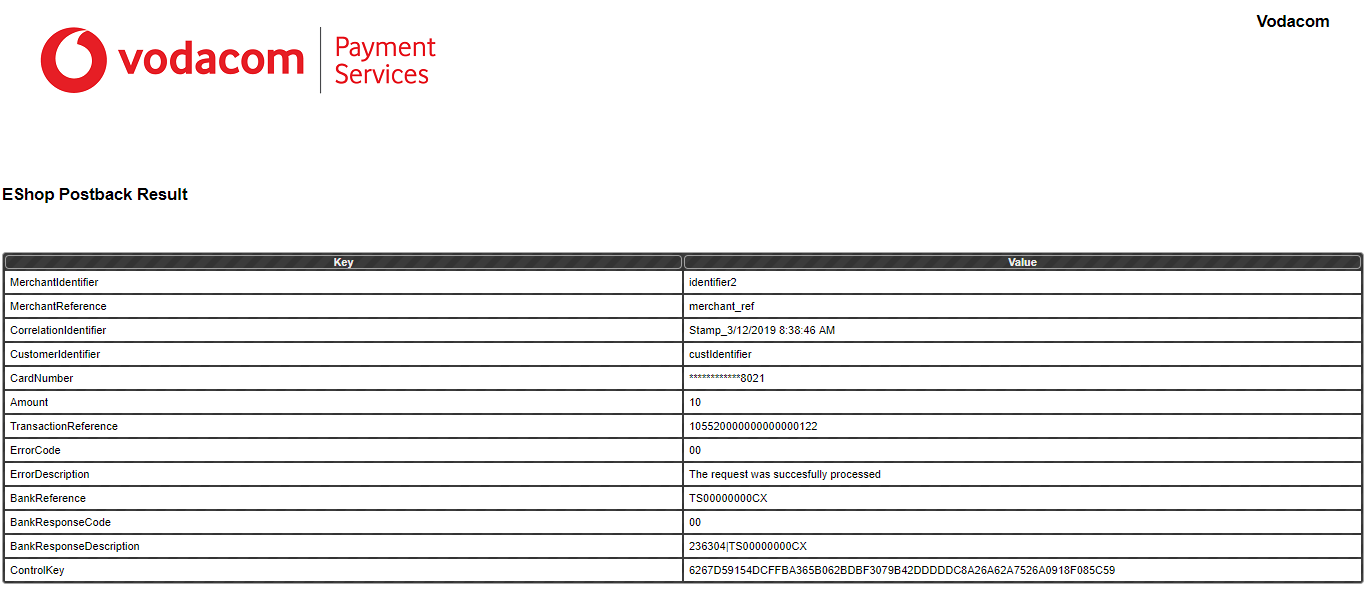 Vodacom
vodacom Payment
Services
EShop Postback Result
Key Value
MerchantIdentifier identifier2
MerchantReference merchant_ref
CorrelationIdentifier Stamp_3/12/2019 8:38:46 AM
CustomerIdentifier custIdentifier
CardNumber ************8021
Amount 10
TransactionReference 105520000000000000122
ErrorCode 00
ErrorDescription The request was succesfully processed
BankReference TS00000000CX
BankResponseCode 00
BankResponseDescription 236304|TS00000000CX
ControlKey 6267D59154DCFFBA365B062BDBF3079B42DDDDDC8A26A62A7526A0918F085C59